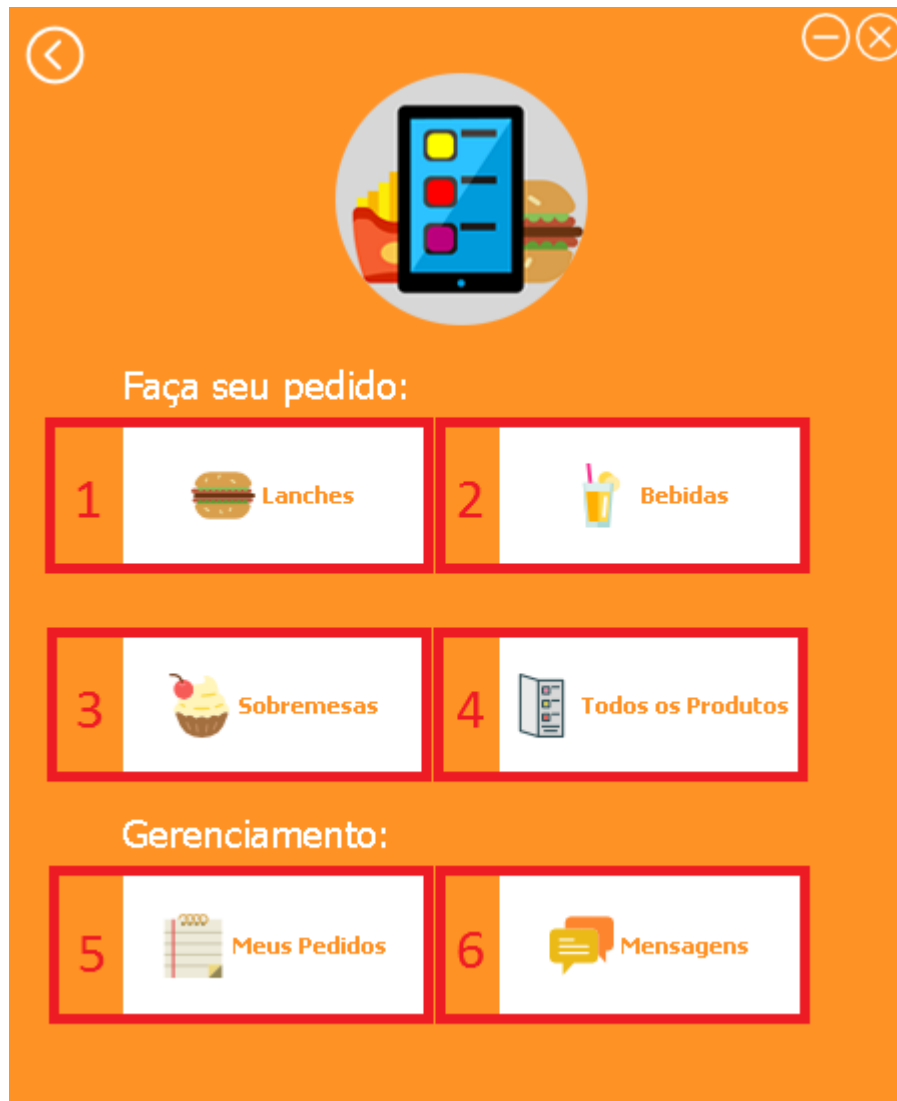 Faça seu pedido:
1 Lanches
2 Bebidas
3 Sobremesas
4 Todos os Produtos
Gerenciamento:
5 Meus Pedidos
6 Mensagens